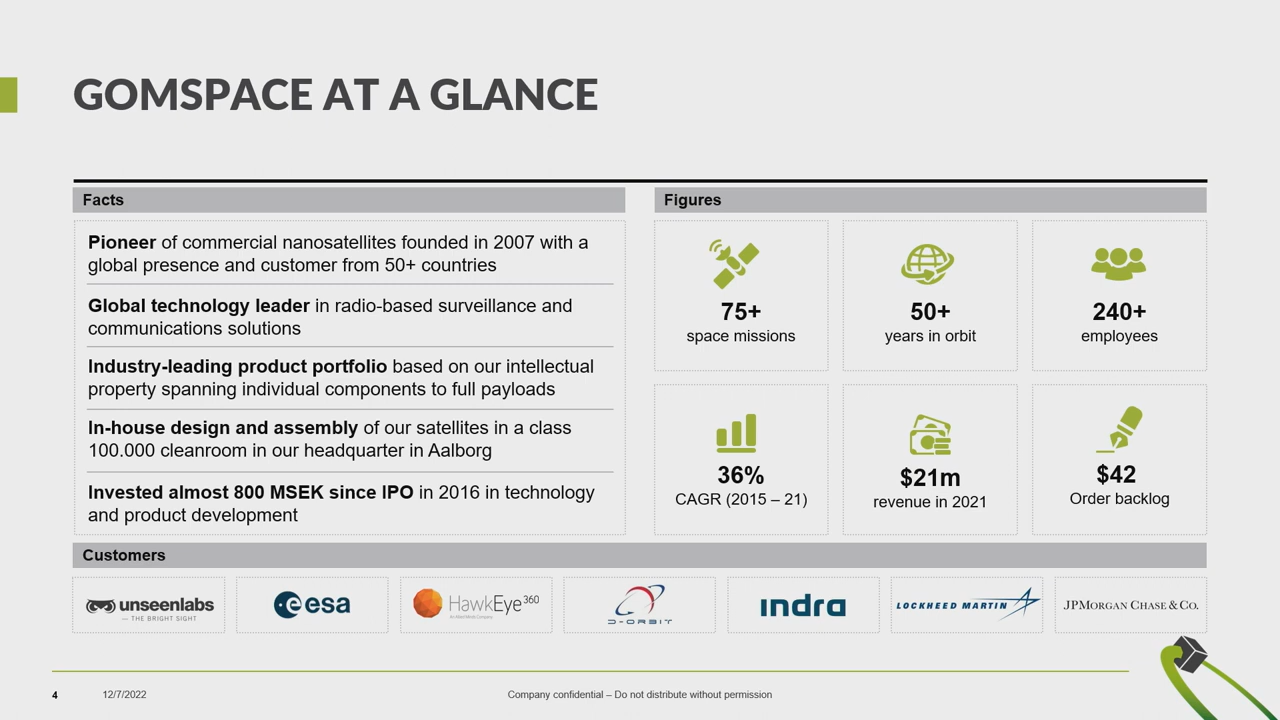 GOMSPACE AT A GLANCE
Facts
Pioneer of commercial nanosatellites founded in 2007 with a
global presence and customer from 50+ countries
Global technology leader in radio-based surveillance and
communications solutions
Industry-leading product portfolio based on our intellectual
property spanning individual components to full payloads
In-house design and assembly of our satellites in a class
100.000 cleanroom in our headquarter in Aalborg
Invested almost 800 MSEK since IPO in 2016 in technology
and product development
Figures
75+
space missions
50+
years in orbit
240+
employees
36%
CAGR (2015 – 21)
$21m
revenue in 2021
$42
Order backlog
Customers
unseenlabs
— THE BRIGHT SIGHT
esa
HawkEye 360
D-ORBIT
indra
LOCKHEED MARTIN
JPMORGAN CHASE & CO.
4
12/7/2022
Company confidential – Do not distribute without permission